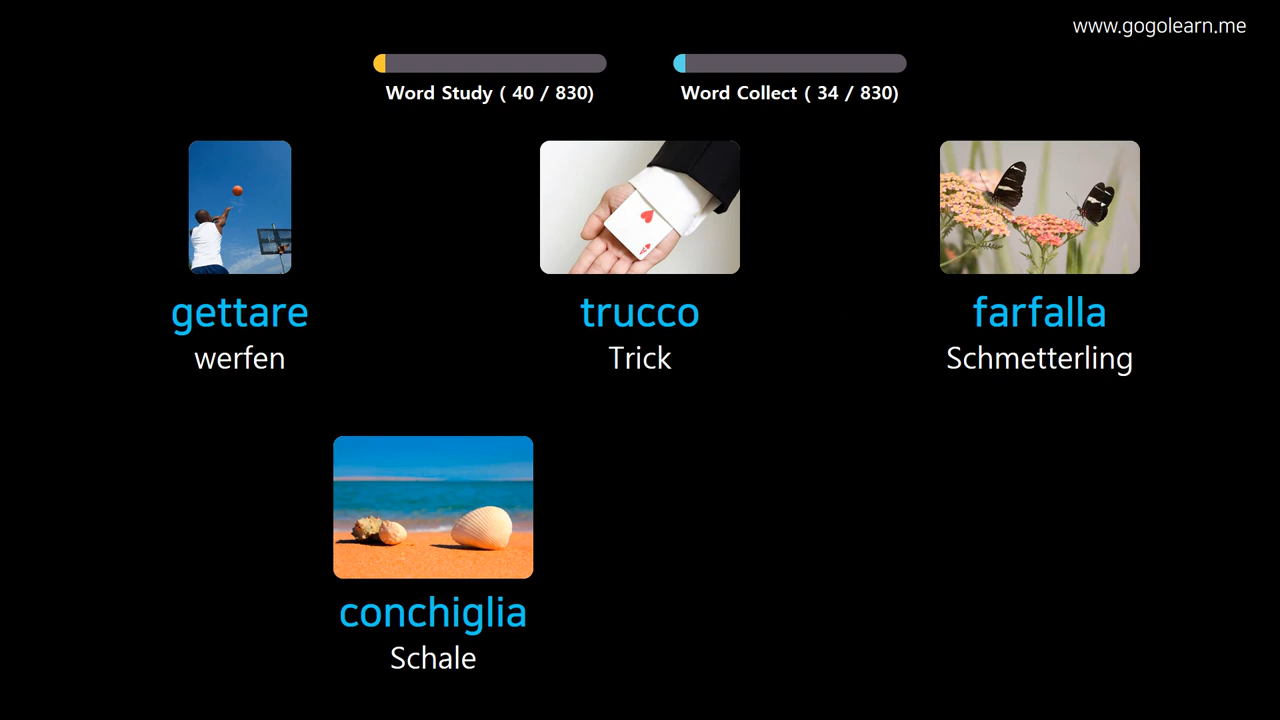 www.gogolearn.me
Word Study ( 40 / 830)
Word Collect ( 34 / 830)
gettare
werfen
trucco
Trick
farfalla
Schmetterling
conchiglia
Schale